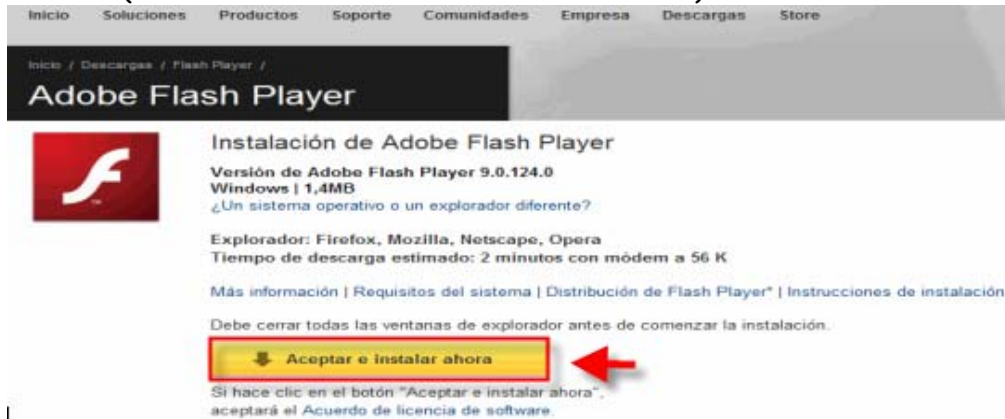 Inicio Soluciones Productos Soporte Comunidades Empresa Descargas Store
Inicio / Descargas / Flash Player /
Adobe Flash Player
Instalación de Adobe Flash Player
Versión de Adobe Flash Player 9.0.124.0
Windows | 1,4MB
¿Un sistema operativo o un explorador diferente?
Explorador: Firefox, Mozilla, Netscape, Opera
Tiempo de descarga estimado: 2 minutos con módem a 56 K
Más información | Requisitos del sistema | Distribución de Flash Player* | Instrucciones de instalación
Debe cerrar todas las ventanas de explorador antes de comenzar la instalación.
Aceptar e instalar ahora
Si hace clic en el botón "Aceptar e instalar ahora",
aceptará el Acuerdo de licencia de software.